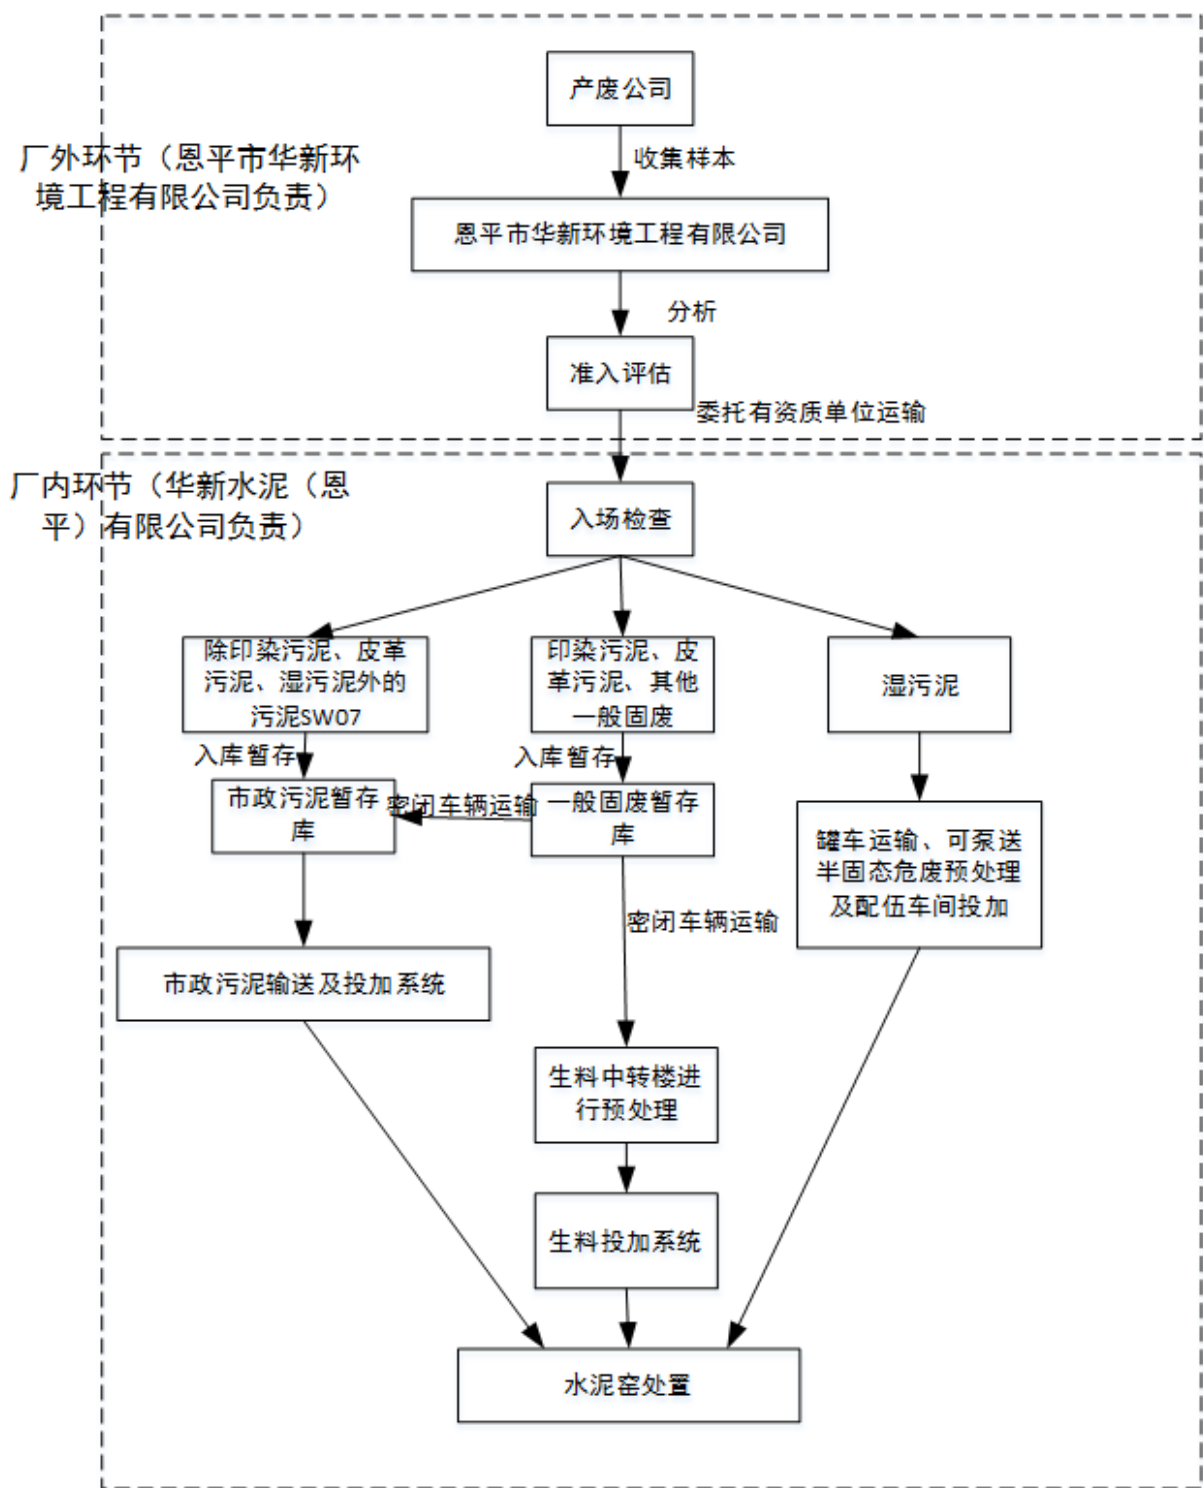 产废公司
收集样本
厂外环节（恩平市华新环
境工程有限公司负责）
恩平市华新环境工程有限公司
分析
准入评估
委托有资质单位运输
厂内环节（华新水泥（恩
平）有限公司负责）
入场检查
除印染污泥、皮革
污泥、湿污泥外的
污泥SW07
印染污泥、皮
革污泥、其他
一般固废
湿污泥
入库暂存
入库暂存
市政污泥暂存
库
密闭车辆运输
一般固废暂存
库
罐车运输、可泵送
半固态危废预处理
及配伍车间投加
密闭车辆运输
市政污泥输送及投加系统
生料中转楼进
行预处理
生料投加系统
水泥窑处置